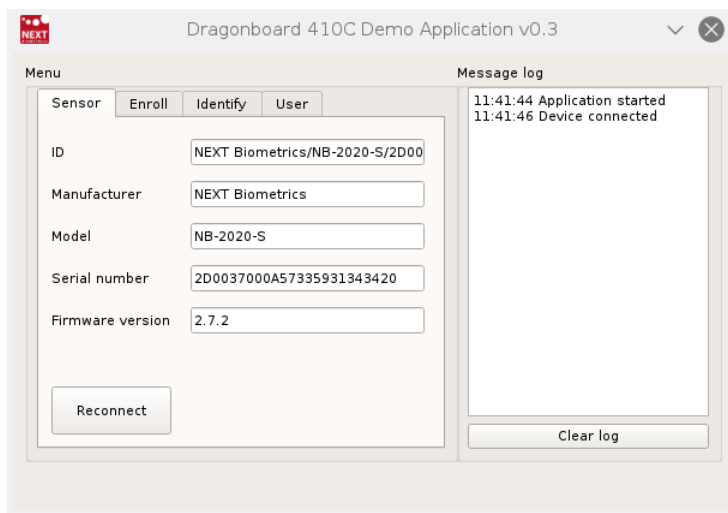 NEXT
Dragonboard 410C Demo Application v0.3
Menu
Sensor Enroll Identify User
ID NEXT Biometrics/NB-2020-S/2D00
Manufacturer NEXT Biometrics
Model NB-2020-S
Serial number 2D0037000A57335931343420
Firmware version 2.7.2
Reconnect
Message log
11:41:44 Application started
11:41:46 Device connected
Clear log